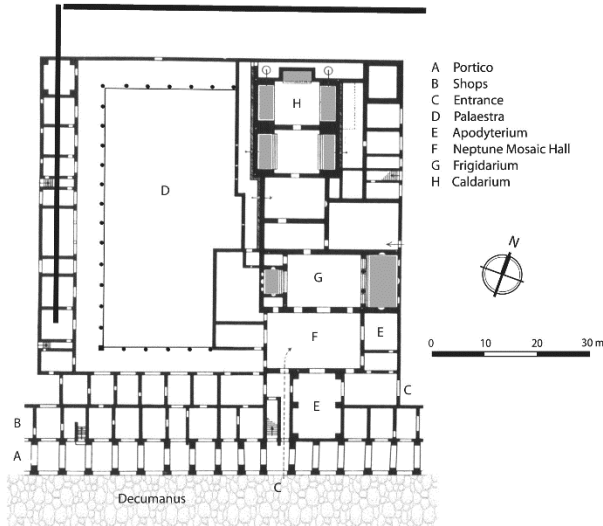 A Portico
B Shops
C Entrance
D Palaestra
E Apodyterium
F Neptune Mosaic Hall
G Frigidarium
H Caldarium
H
D
N
G
F
E
0 10 20 30 m
E
C
B
A
C
Decumanus